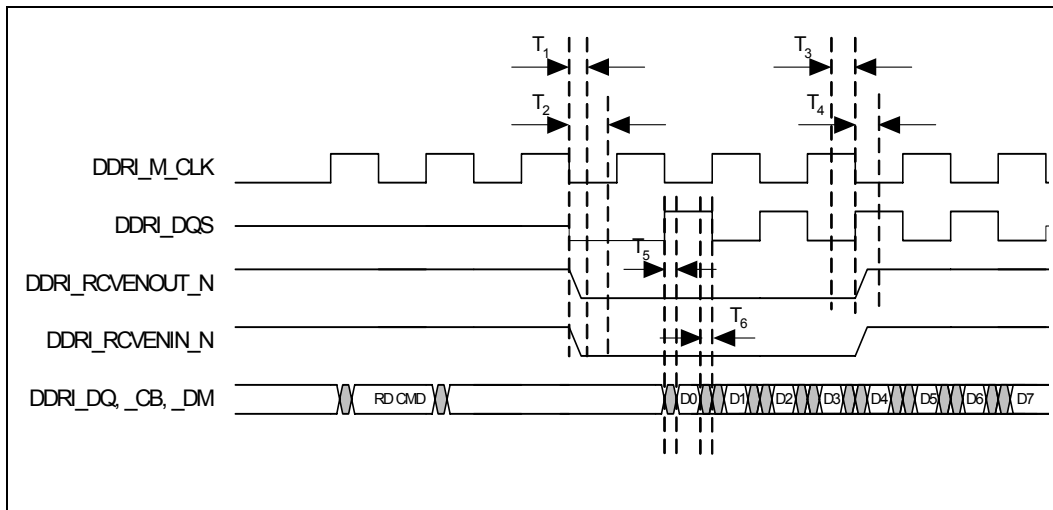 T1
T3
T2
T4
DDRI_M_CLK
DDRI_DQS
T5
DDRI_RCVENOUT_N
T6
DDRI_RCVENIN_N
DDRI_DQ, _CB, _DM RD CMD D0 D1 D2 D3 D4 D5 D6 D7